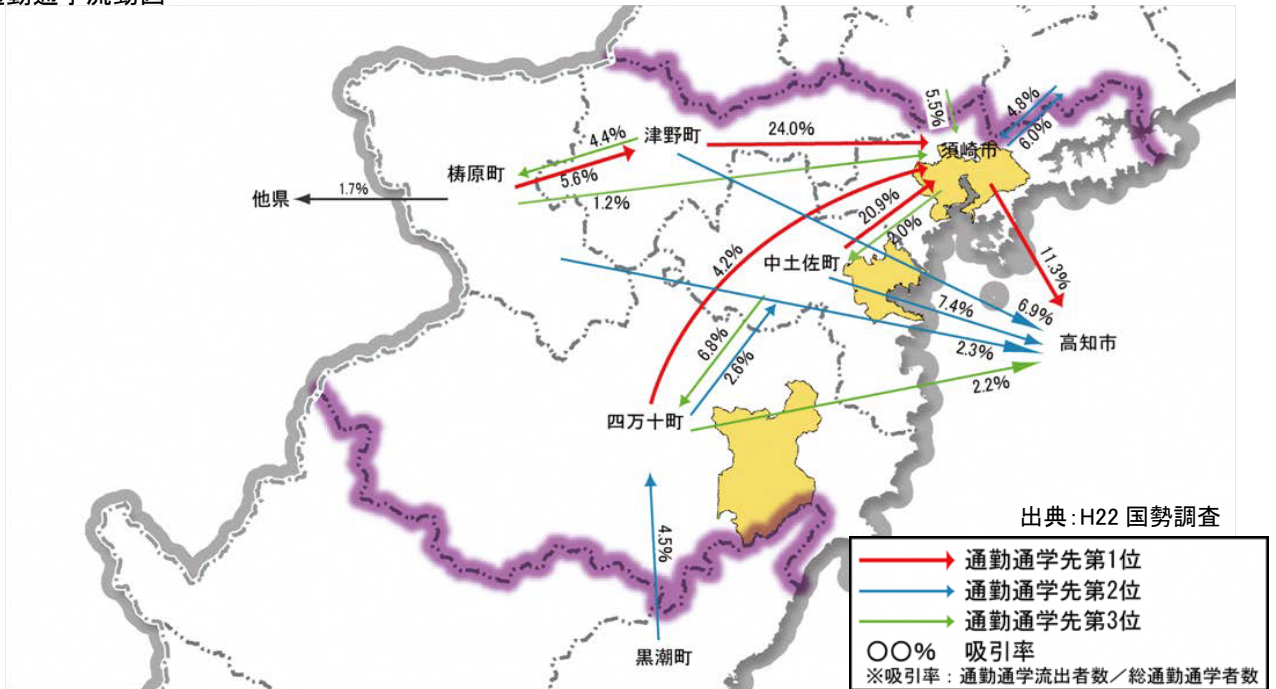 5.5%
4.8%
6.0%
津野町
24.0%
須崎市
4.4%
梼原町
5.6%
他県
1.7%
1.2%
20.9%
2.0%
中土佐町
4.2%
11.3%
7.4%
6.9%
高知市
2.3%
6.8%
2.6%
2.2%
四万十町
4.5%
黒潮町
出典：H22 国勢調査
通勤通学先第1位
通勤通学先第2位
通勤通学先第3位
〇〇% 吸引率
※吸引率：通勤通学流出者数／総通勤通学者数